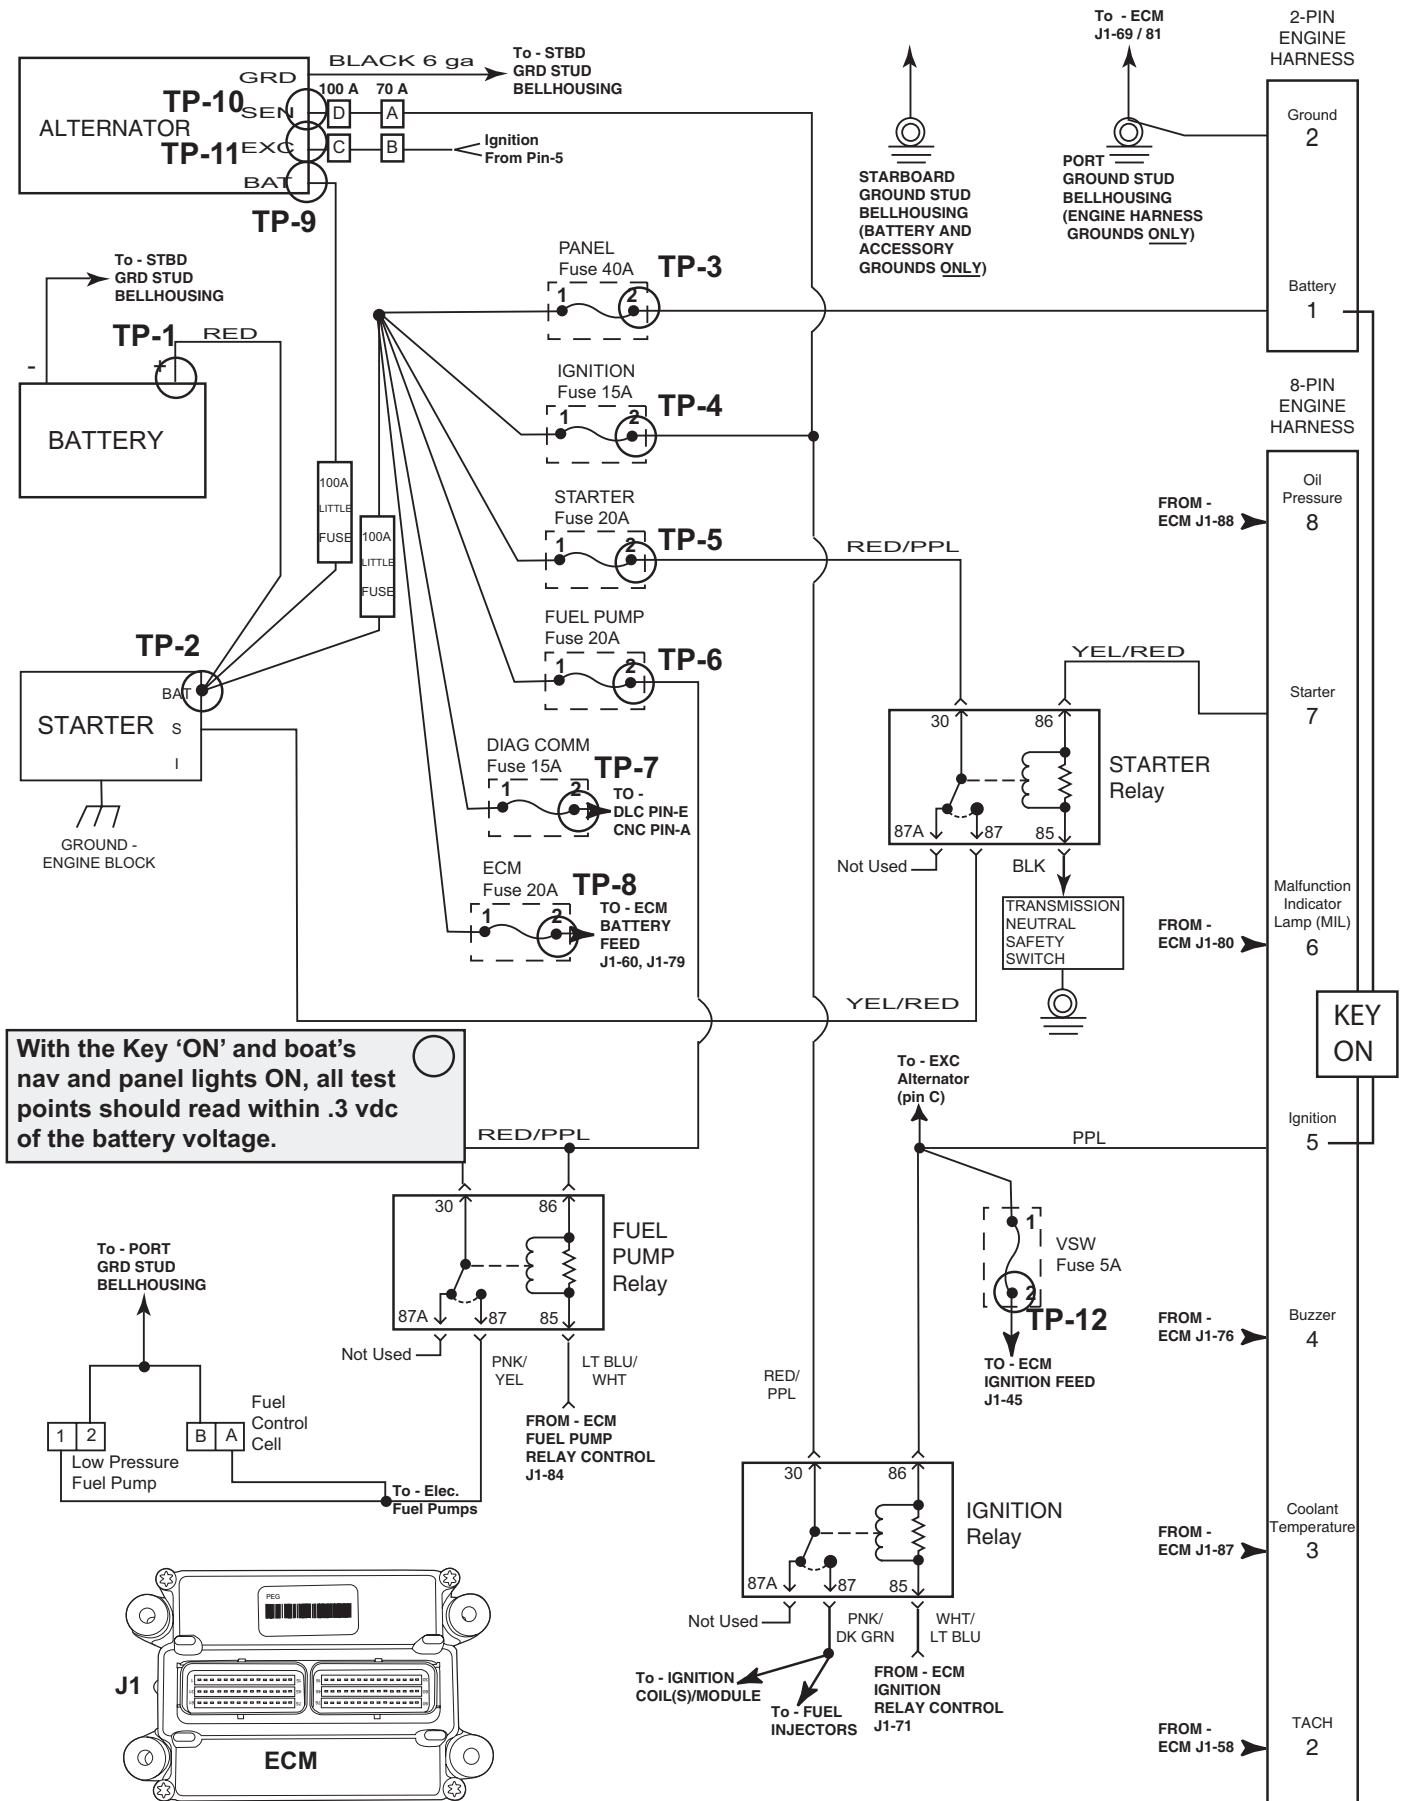 To - STBD
GRD STUD
BELLHOUSING
BLACK 6 ga
GRD
100 A
70 A
TP-10
SEN
D
A
ALTERNATOR
TP-11
EXC
C
B
Ignition
From Pin-5
BAT
TP-9
To - ECM
J1-69 / 81
2-PIN
ENGINE
HARNESS
Ground
2
STARBOARD
GROUND STUD
BELLHOUSING
(BATTERY AND
ACCESSORY
GROUNDS ONLY)
PORT
GROUND STUD
BELLHOUSING
(ENGINE HARNESS
GROUNDS ONLY)
Battery
1
To - STBD
GRD STUD
BELLHOUSING
TP-1
RED
-
+
BATTERY
PANEL
Fuse 40A
TP-3
1
2
IGNITION
Fuse 15A
TP-4
1
2
STARTER
Fuse 20A
TP-5
1
2
RED/PPL
FUEL PUMP
Fuse 20A
TP-6
1
2
DIAG COMM
Fuse 15A
TP-7
1
2
TO -
DLC PIN-E
CNC PIN-A
ECM
Fuse 20A
TP-8
1
2
TO - ECM
BATTERY
FEED
J1-60, J1-79
100A
LITTLE
FUSE
100A
LITTLE
FUSE
TP-2
BAT
STARTER
S
I
GROUND -
ENGINE BLOCK
8-PIN
ENGINE
HARNESS
Oil
Pressure
8
FROM -
ECM J1-88
YEL/RED
Starter
7
30
86
STARTER
Relay
87A
87
85
Not Used
BLK
TRANSMISSION
NEUTRAL
SAFETY
SWITCH
YEL/RED
Malfunction
Indicator
Lamp (MIL)
6
FROM -
ECM J1-80
KEY
ON
With the Key ‘ON’ and boat’s
nav and panel lights ON, all test
points should read within .3 vdc
of the battery voltage.
RED/PPL
To - EXC
Alternator
(pin C)
PPL
Ignition
5
30
86
FUEL
PUMP
Relay
87A
87
85
Not Used
PNK/
YEL
LT BLU/
WHT
FROM - ECM
FUEL PUMP
RELAY CONTROL
J1-84
1
2
VSW
Fuse 5A
TP-12
TO - ECM
IGNITION FEED
J1-45
FROM -
ECM J1-76
Buzzer
4
To - PORT
GRD STUD
BELLHOUSING
1
2
Low Pressure
Fuel Pump
B
A
Fuel
Control
Cell
To - Elec.
Fuel Pumps
RED/
PPL
30
86
IGNITION
Relay
87A
87
85
Not Used
PNK/
DK GRN
WHT/
LT BLU
To - IGNITION
COIL(S)/MODULE
To - FUEL
INJECTORS
FROM - ECM
IGNITION
RELAY CONTROL
J1-71
Coolant
Temperature
3
FROM -
ECM J1-87
TACH
2
FROM -
ECM J1-58
PEG
J1
ECM